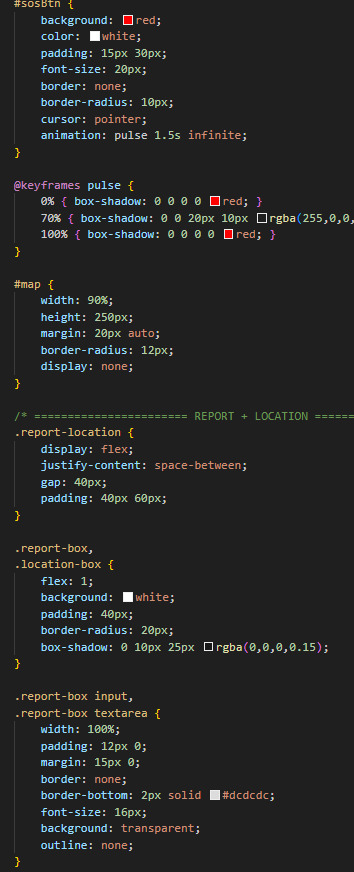 #sosBtn {
    background: red;
    color: white;
    padding: 15px 30px;
    font-size: 20px;
    border: none;
    border-radius: 10px;
    cursor: pointer;
    animation: pulse 1.5s infinite;
}

@keyframes pulse {
    0% { box-shadow: 0 0 0 0 red; }
    70% { box-shadow: 0 0 20px 10px rgba(255,0,0,
    100% { box-shadow: 0 0 0 0 red; }
}

#map {
    width: 90%;
    height: 250px;
    margin: 20px auto;
    border-radius: 12px;
    display: none;
}

/* ======================= REPORT + LOCATION ======
.report-location {
    display: flex;
    justify-content: space-between;
    gap: 40px;
    padding: 40px 60px;
}

.report-box,
.location-box {
    flex: 1;
    background: white;
    padding: 40px;
    border-radius: 20px;
    box-shadow: 0 10px 25px rgba(0,0,0,0.15);
}

.report-box input,
.report-box textarea {
    width: 100%;
    padding: 12px 0;
    margin: 15px 0;
    border: none;
    border-bottom: 2px solid #dcdcdc;
    font-size: 16px;
    background: transparent;
    outline: none;
}